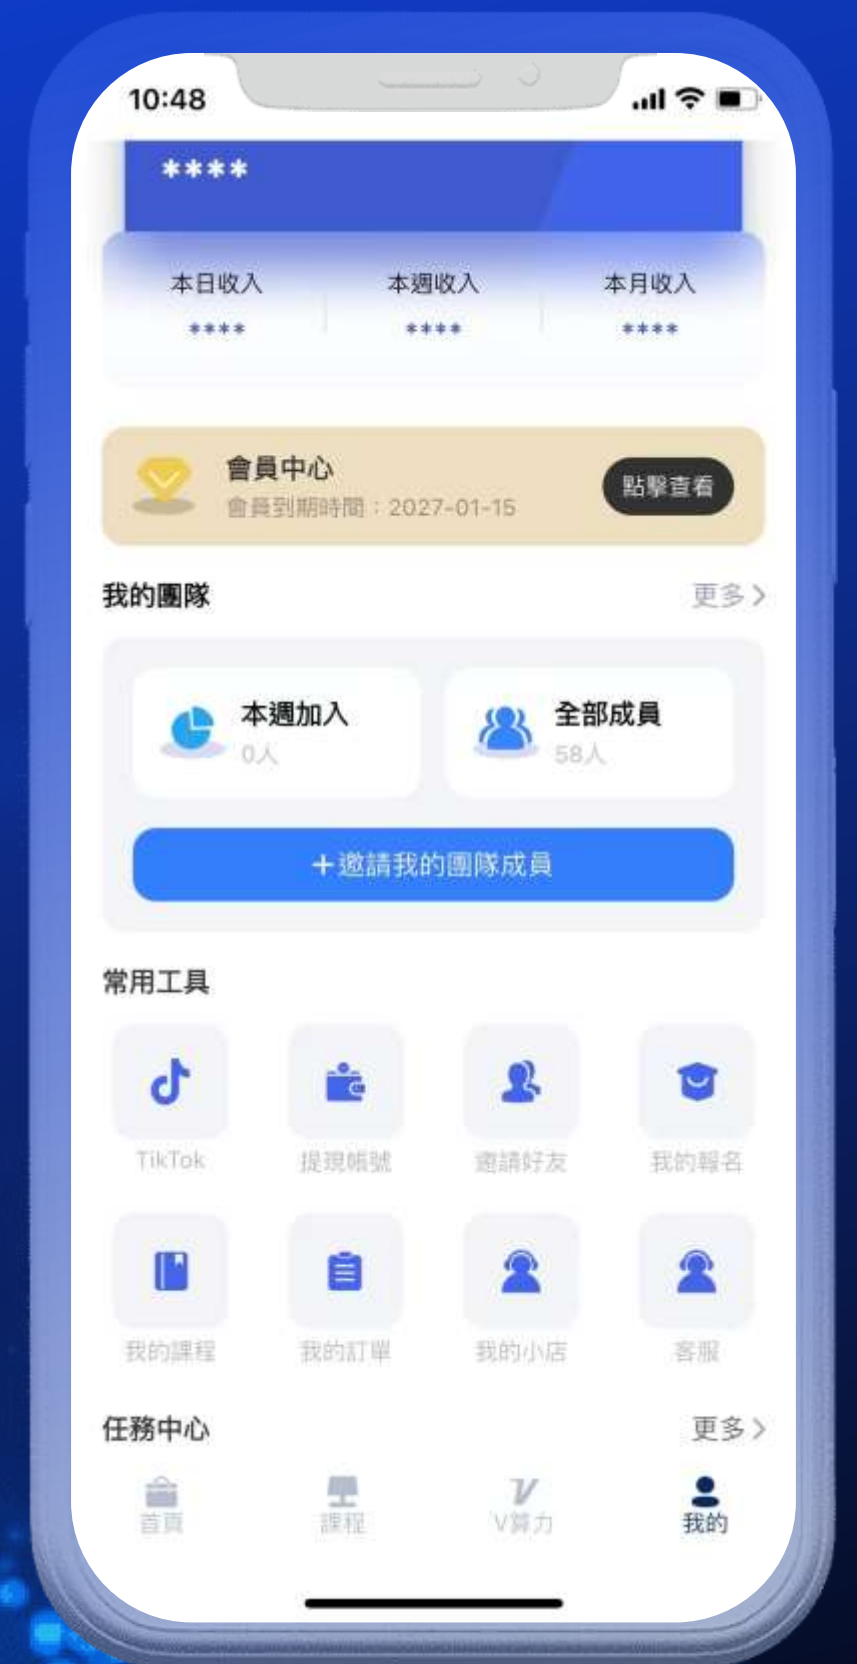 10:48
****
本日收入 本週收入 本月收入
**** **** ****
會員中心
會員到期時間：2027-01-15
點擊查看
我的團隊 更多
本週加入 全部成員
0人 58人
+邀請我的團隊成員
常用工具
TikTok 提現帳號 邀請好友 我的報名
我的課程 我的訂單 我的小店 客服
任務中心 更多
首頁 課程 V算力 我的